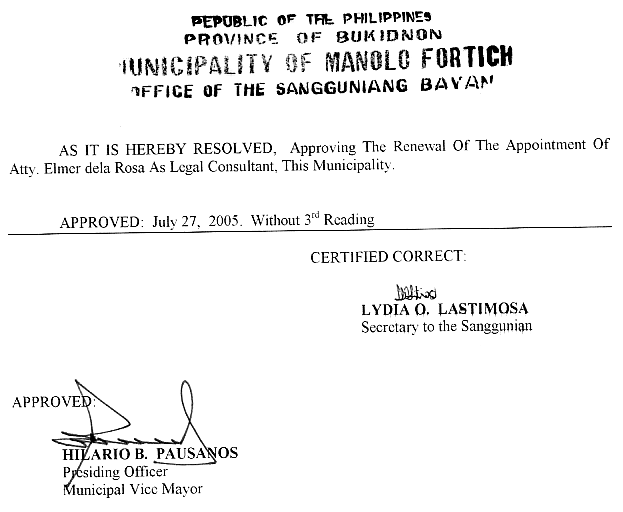 REPUBLIC OF THE PHILIPPINES
PROVINCE OF BUKIDNON
MUNICIPALITY OF MANOLO FORTICH
OFFICE OF THE SANGGUNIANG BAYAN
AS IT IS HEREBY RESOLVED, Approving The Renewal Of The Appointment Of
Atty. Elmer dela Rosa As Legal Consultant, This Municipality.
APPROVED: July 27, 2005. Without 3rd Reading
CERTIFIED CORRECT:
LYDIA O. LASTIMOSA
Secretary to the Sanggunian
APPROVED:
HILARIO B. PAUSANOS
Presiding Officer
Municipal Vice Mayor